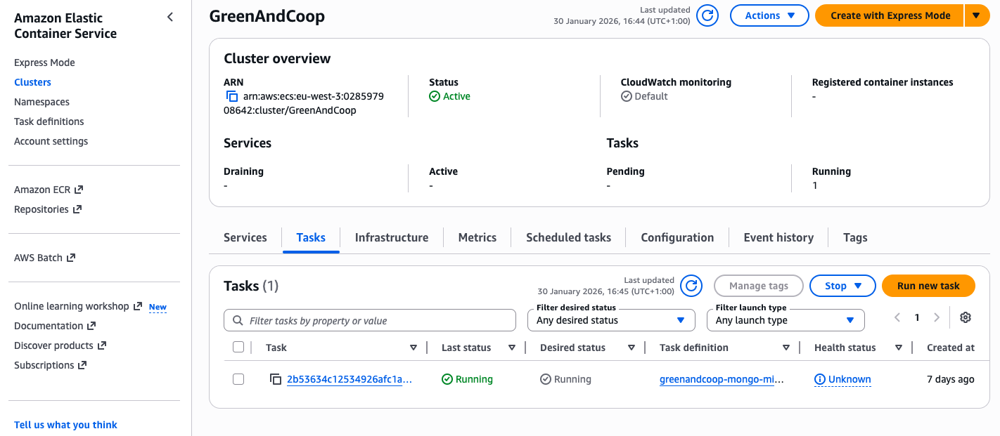 Amazon Elastic
Container Service
Express Mode
Clusters
Namespaces
Task definitions
Account settings
Amazon ECR
Repositories
AWS Batch
Online learning workshop New
Documentation
Discover products
Subscriptions
Tell us what you think
GreenAndCoop
Last updated
30 January 2026, 16:44 (UTC+1:00)
Actions
Create with Express Mode
Cluster overview
ARN
arn:aws:ecs:eu-west-3:0285979
08642:cluster/GreenAndCoop
Status
Active
CloudWatch monitoring
Default
Registered container instances
-
Services
Tasks
Draining
-
Active
-
Pending
-
Running
1
Services Tasks Infrastructure Metrics Scheduled tasks Configuration Event history Tags
Tasks (1)
Last updated
30 January 2026, 16:45 (UTC+1:00)
Manage tags
Stop
Run new task
Filter tasks by property or value
Filter desired status
Any desired status
Filter launch type
Any launch type
1
Task Last status Desired status Task definition Health status Created at
2b53634c12534926afc1a... Running Running greenandcoop-mongo-mi... Unknown 7 days ago